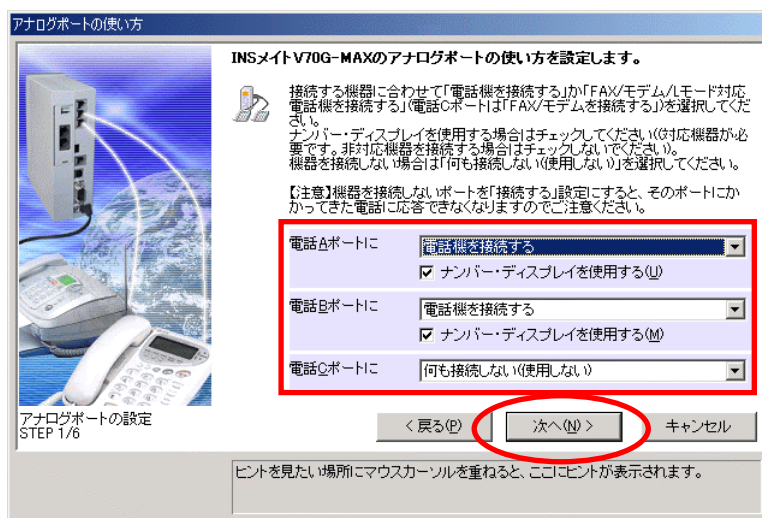 アナログポートの使い方
INSメイトV70G-MAXのアナログポートの使い方を設定します。
接続する機器に合わせて「電話機を接続する」か「FAX/モデム/Lモード対応
電話機を接続する」(電話Cポートは「FAX/モデムを接続する」)を選択してくだ
さい。
ナンバー・ディスプレイを使用する場合はチェックしてください(対応機器が必
要です。非対応機器を接続する場合はチェックしないでください)。
機器を接続しない場合は「何も接続しない(使用しない)」を選択してください。
【注意】機器を接続しないポートを「接続する」設定にすると、そのポートにか
かってきた電話に応答できなくなりますのでご注意ください。
電話Aポートに
電話機を接続する
ナンバー・ディスプレイを使用する(U)
電話Bポートに
電話機を接続する
ナンバー・ディスプレイを使用する(M)
電話Cポートに
何も接続しない(使用しない)
アナログポートの設定
STEP 1/6
< 戻る(P)
次へ(N) >
キャンセル
ヒントを見たい場所にマウスカーソルを重ねると、ここにヒントが表示されます。